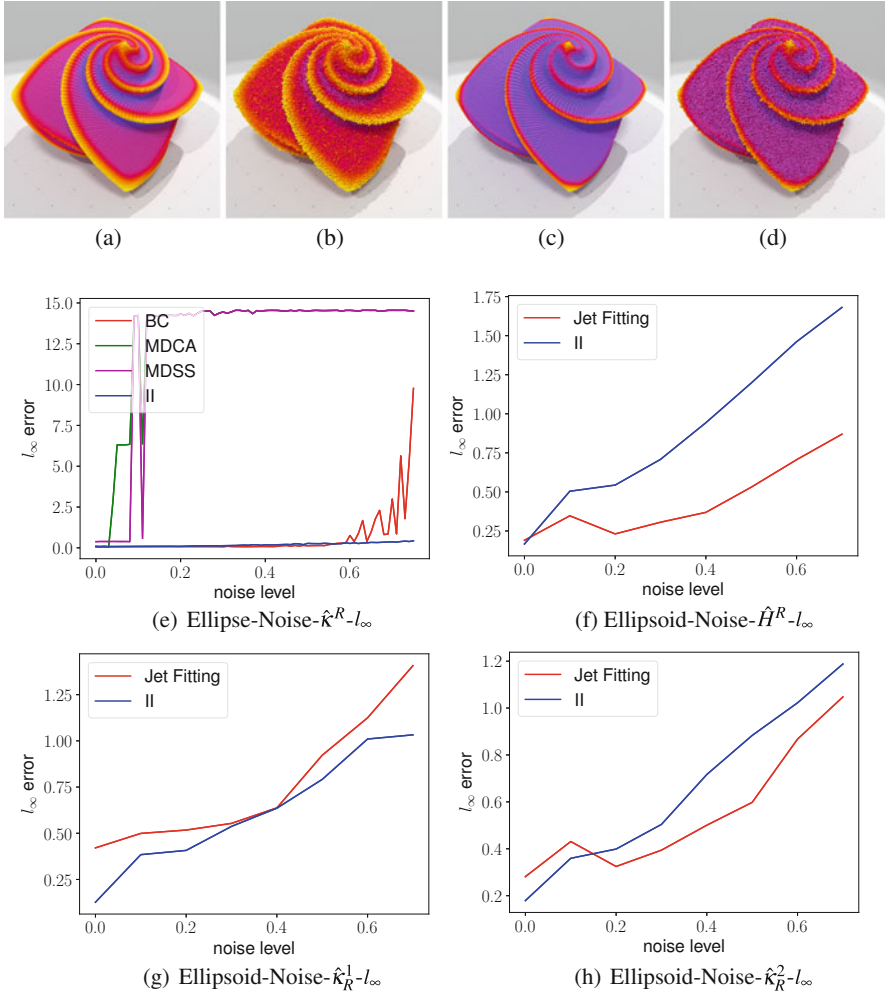 (a)
(b)
(c)
(d)
15.0
12.5
10.0
7.5
5.0
2.5
0.0
l∞ error
BC
MDCA
MDSS
II
0.0
0.2
0.4
0.6
noise level
(e) Ellipse-Noise-κ̂ᴿ-l∞
1.75
1.50
1.25
1.00
0.75
0.50
0.25
l∞ error
Jet Fitting
II
0.0
0.2
0.4
0.6
noise level
(f) Ellipsoid-Noise-Ĥᴿ-l∞
1.25
1.00
0.75
0.50
0.25
l∞ error
Jet Fitting
II
0.0
0.2
0.4
0.6
noise level
(g) Ellipsoid-Noise-κ̂¹_R-l∞
1.2
1.0
0.8
0.6
0.4
0.2
l∞ error
Jet Fitting
II
0.0
0.2
0.4
0.6
noise level
(h) Ellipsoid-Noise-κ̂²_R-l∞